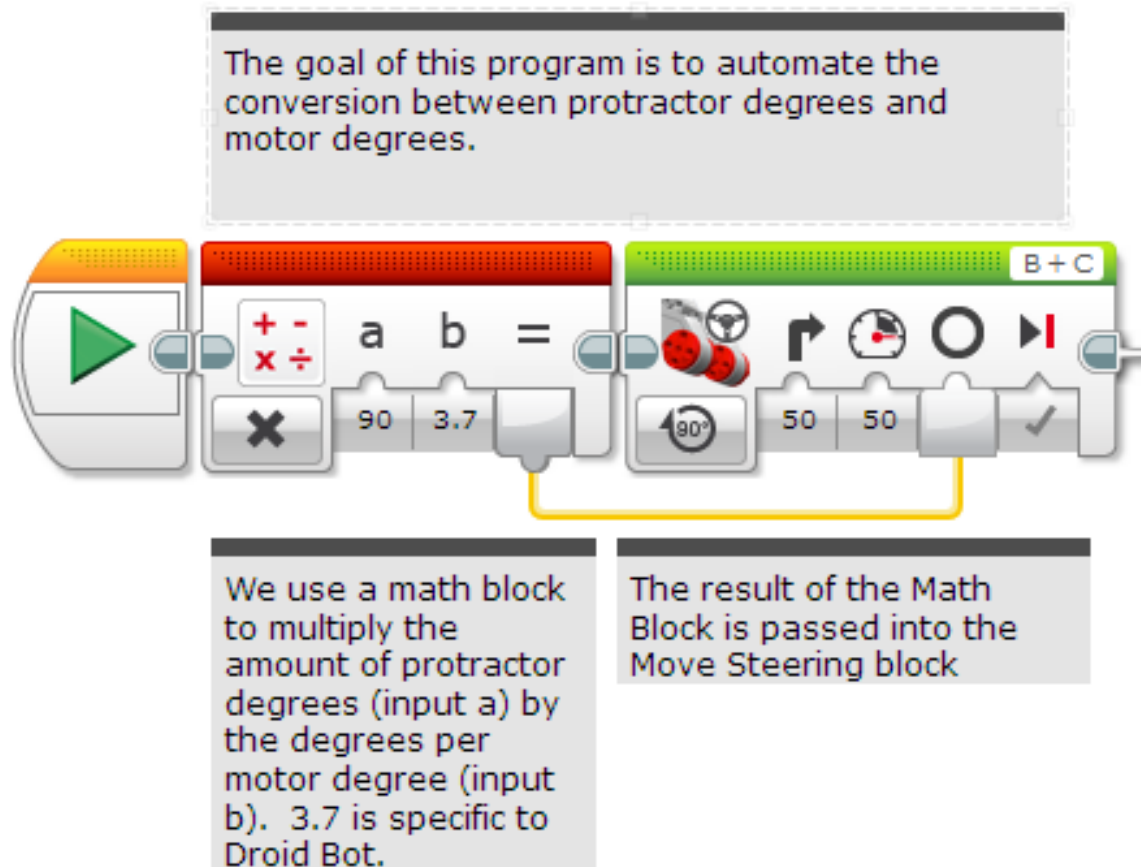 The goal of this program is to automate the
conversion between protractor degrees and
motor degrees.
B + C
+ -
x ÷
a b =
90 3.7
90°
50 50
We use a math block
to multiply the
amount of protractor
degrees (input a) by
the degrees per
motor degree (input
b). 3.7 is specific to
Droid Bot.
The result of the Math
Block is passed into the
Move Steering block